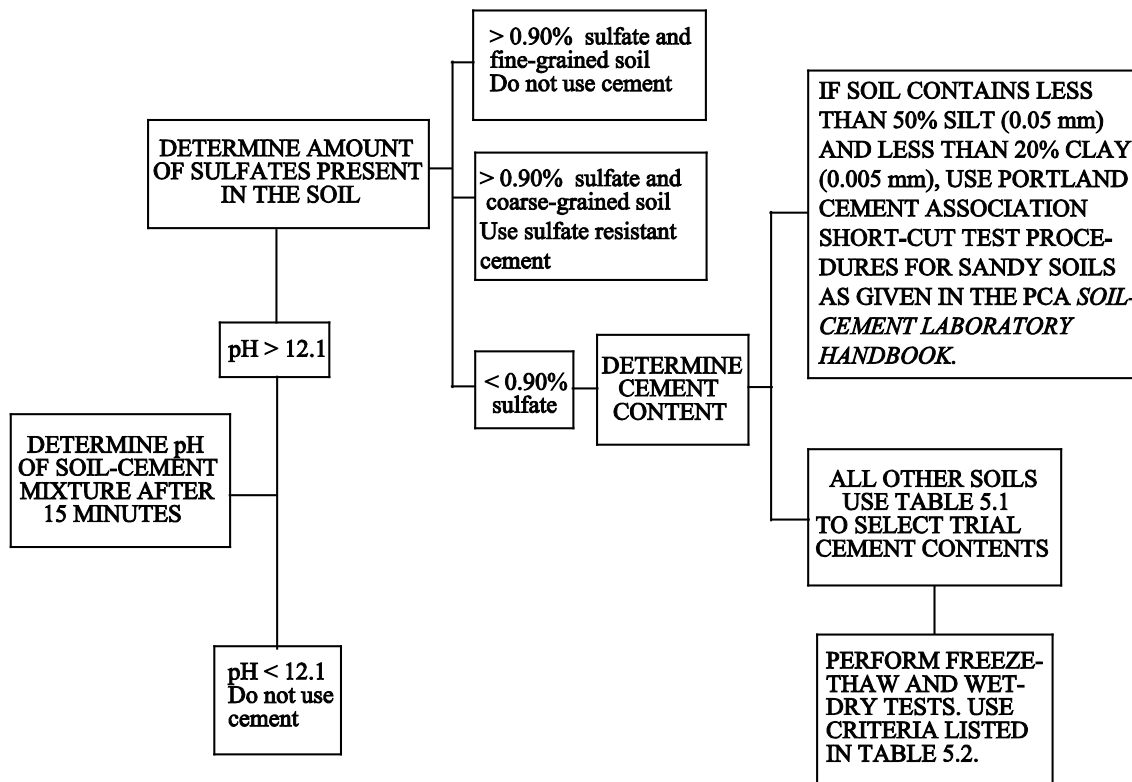 > 0.90% sulfate and
fine-grained soil
Do not use cement
DETERMINE AMOUNT
OF SULFATES PRESENT
IN THE SOIL
> 0.90% sulfate and
coarse-grained soil
Use sulfate resistant
cement
IF SOIL CONTAINS LESS
THAN 50% SILT (0.05 mm)
AND LESS THAN 20% CLAY
(0.005 mm), USE PORTLAND
CEMENT ASSOCIATION
SHORT-CUT TEST PROCE-
DURES FOR SANDY SOILS
AS GIVEN IN THE PCA SOIL-
CEMENT LABORATORY
HANDBOOK.
pH > 12.1
< 0.90%
sulfate
DETERMINE
CEMENT
CONTENT
DETERMINE pH
OF SOIL-CEMENT
MIXTURE AFTER
15 MINUTES
ALL OTHER SOILS
USE TABLE 5.1
TO SELECT TRIAL
CEMENT CONTENTS
pH < 12.1
Do not use
cement
PERFORM FREEZE-
THAW AND WET-
DRY TESTS. USE
CRITERIA LISTED
IN TABLE 5.2.